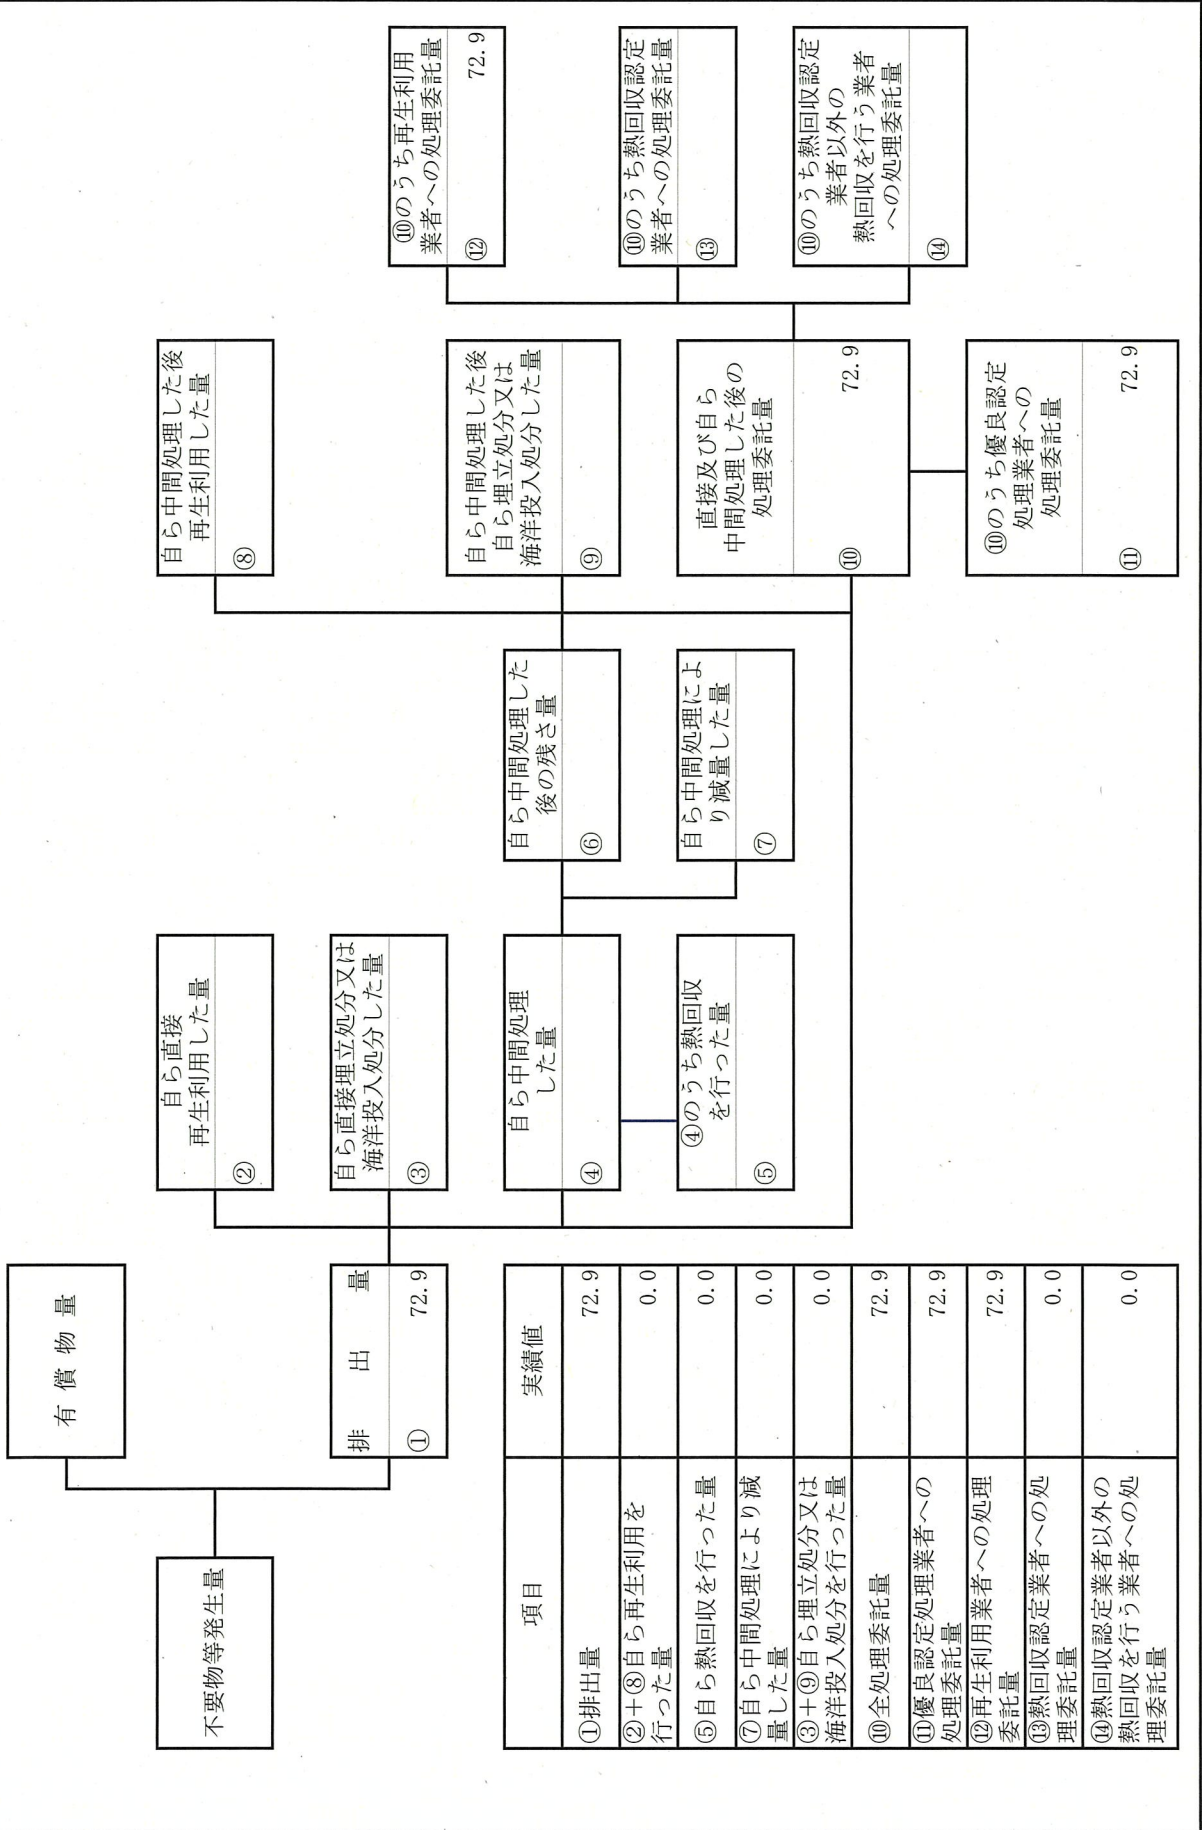 不要物等発生量
有償物量
排出量
① 72.9
自ら直接
再生利用した量
②
自ら直接埋立処分又は
海洋投入処分した量
③
自ら中間処理
した量
④
④のうち熱回収
を行った量
⑤
自ら中間処理した
後の残さ量
⑥
自ら中間処理によ
り減量した量
⑦
自ら中間処理した後
再生利用した量
⑧
自ら中間処理した後
自ら埋立処分又は
海洋投入処分した量
⑨
直接及び自ら
中間処理した後の
処理委託量
⑩ 72.9
⑩のうち優良認定
処理業者への
処理委託量
⑪ 72.9
⑩のうち再生利用
業者への処理委託量
⑫ 72.9
⑩のうち熱回収認定
業者への処理委託量
⑬
⑩のうち熱回収認定
業者以外の
熱回収を行う業者
への処理委託量
⑭
項目 実績値
①排出量 72.9
②+⑧自ら再生利用を
行った量 0.0
⑤自ら熱回収を行った量 0.0
⑦自ら中間処理により減
量した量 0.0
③+⑨自ら埋立処分又は
海洋投入処分を行った量 0.0
⑩全処理委託量 72.9
⑪優良認定処理業者への
処理委託量 72.9
⑫再生利用業者への処理
委託量 72.9
⑬熱回収認定業者への処
理委託量 0.0
⑭熱回収認定業者以外の
熱回収を行う業者への処
理委託量 0.0